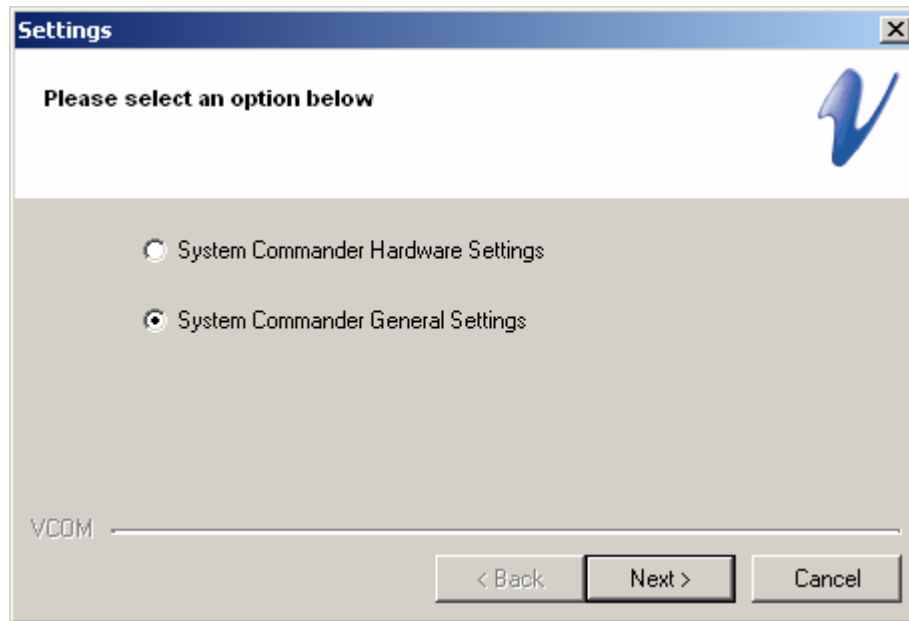 Settings
Please select an option below
System Commander Hardware Settings
System Commander General Settings
VCOM
< Back
Next >
Cancel